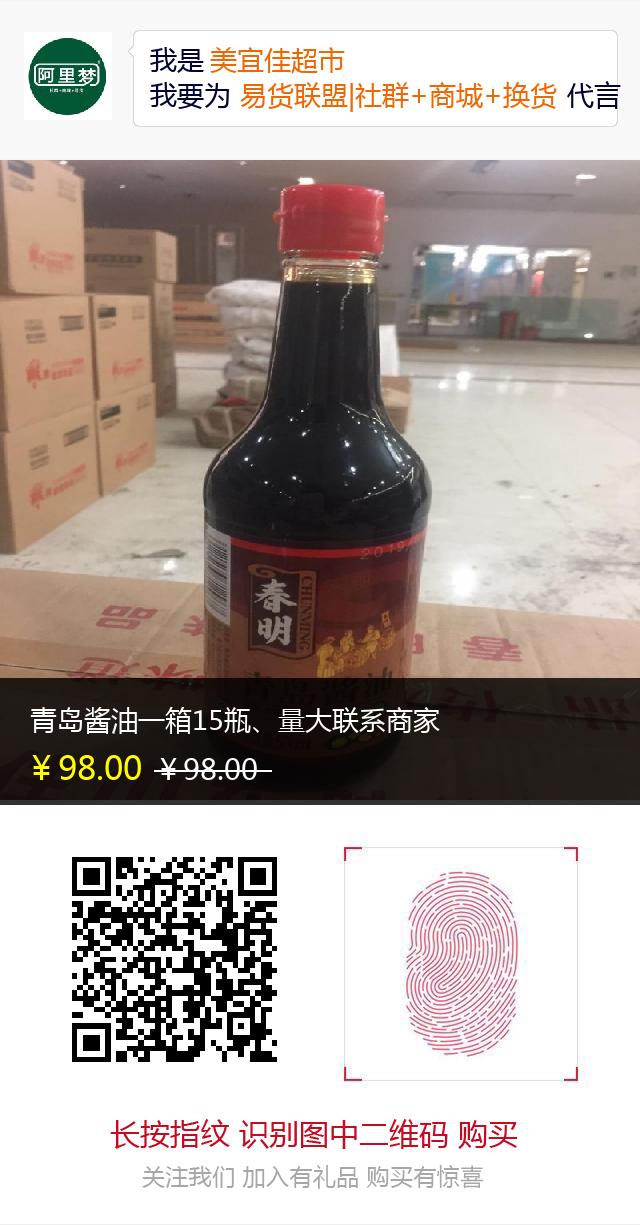 阿里梦
我是 美宜佳超市
我要为 易货联盟|社群+商城+换货 代言
2019
春明
CHUNMING
青岛酱油一箱15瓶、量大联系商家
¥98.00 ¥98.00
长按指纹 识别图中二维码 购买
关注我们 加入有礼品 购买有惊喜